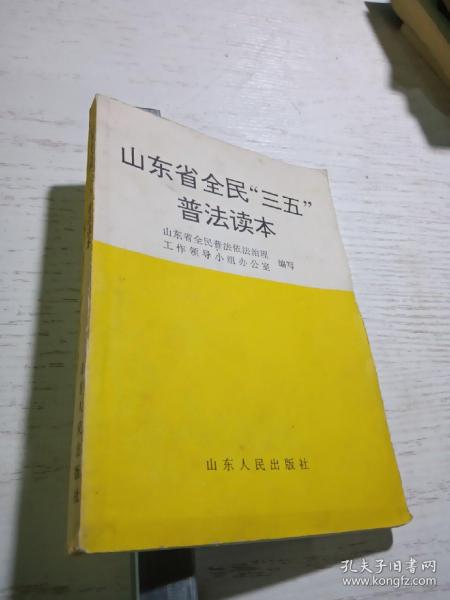 山东省全民“三五”
普法读本
山东省全民普法依法治理
工作领导小组办公室 编写
山东人民出版社
孔夫子旧书网
www.kongfz.com